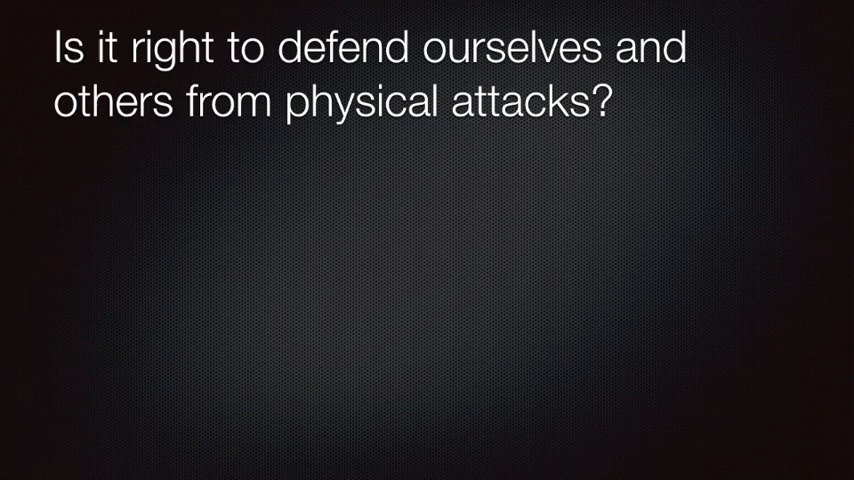 Is it right to defend ourselves and
others from physical attacks?